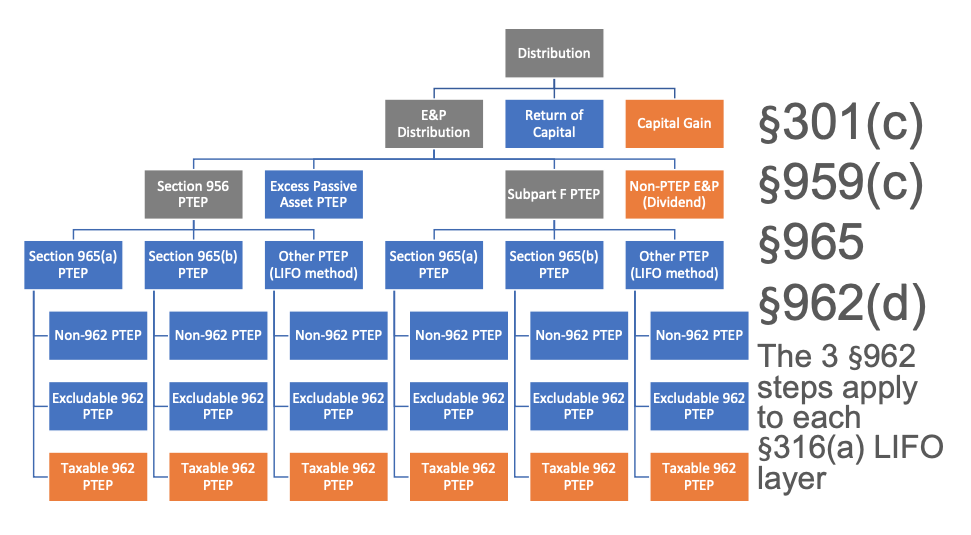 Distribution
E&P
Distribution
Return of
Capital
Capital Gain
Section 956
PTEP
Excess Passive
Asset PTEP
Subpart F PTEP
Non-PTEP E&P
(Dividend)
Section 965(a)
PTEP
Section 965(b)
PTEP
Other PTEP
(LIFO method)
Section 965(a)
PTEP
Section 965(b)
PTEP
Other PTEP
(LIFO method)
Non-962 PTEP
Non-962 PTEP
Non-962 PTEP
Non-962 PTEP
Non-962 PTEP
Non-962 PTEP
Excludable 962
PTEP
Excludable 962
PTEP
Excludable 962
PTEP
Excludable 962
PTEP
Excludable 962
PTEP
Excludable 962
PTEP
Taxable 962
PTEP
Taxable 962
PTEP
Taxable 962
PTEP
Taxable 962
PTEP
Taxable 962
PTEP
Taxable 962
PTEP
§301(c)
§959(c)
§965
§962(d)
The 3 §962
steps apply
to each
§316(a) LIFO
layer